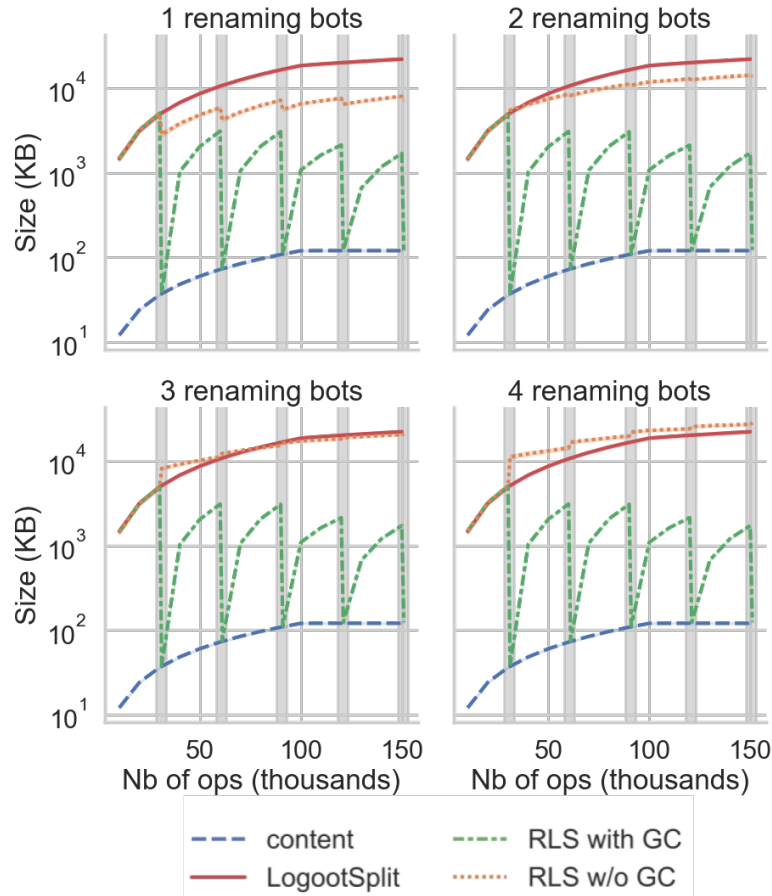 1 renaming bots
2 renaming bots
Size (KB)
10^4
10^3
10^2
10^1
3 renaming bots
4 renaming bots
Size (KB)
10^4
10^3
10^2
10^1
50 100 150
50 100 150
Nb of ops (thousands)
Nb of ops (thousands)
content
RLS with GC
LogootSplit
RLS w/o GC